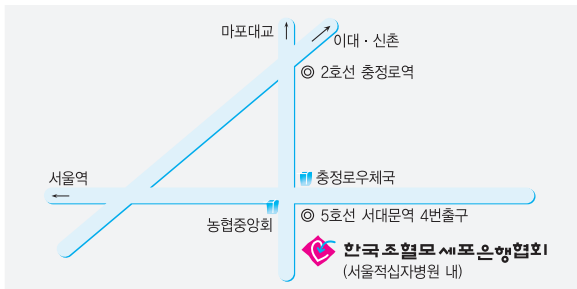 마포대교
이대 · 신촌
◎ 2호선 충정로역
서울역
충정로우체국
농협중앙회
◎ 5호선 서대문역 4번출구
한국조혈모세포은행협회
(서울적십자병원 내)